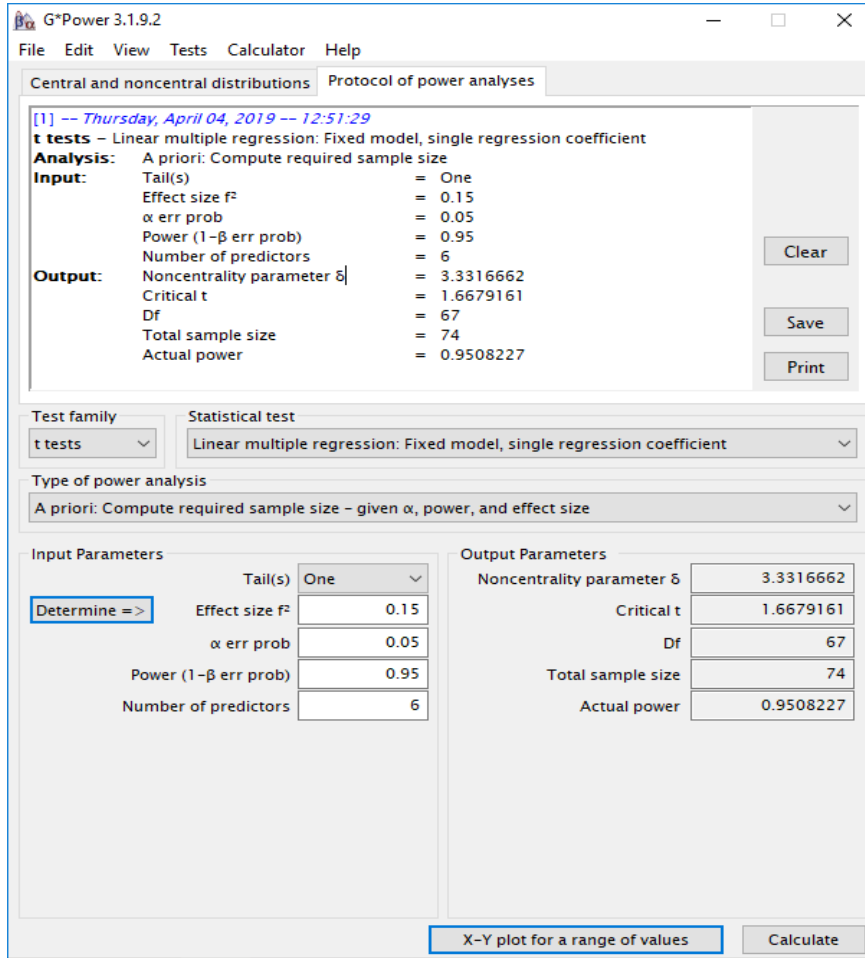 G*Power 3.1.9.2
File Edit View Tests Calculator Help
Central and noncentral distributions Protocol of power analyses
[1] -- Thursday, April 04, 2019 -- 12:51:29
t tests – Linear multiple regression: Fixed model, single regression coefficient
Analysis: A priori: Compute required sample size
Input: Tail(s) = One
Effect size f² = 0.15
α err prob = 0.05
Power (1-β err prob) = 0.95
Number of predictors = 6
Output: Noncentrality parameter δ = 3.3316662
Critical t = 1.6679161
Df = 67
Total sample size = 74
Actual power = 0.9508227
Clear
Save
Print
Test family Statistical test
t tests Linear multiple regression: Fixed model, single regression coefficient
Type of power analysis
A priori: Compute required sample size – given α, power, and effect size
Input Parameters Output Parameters
Tail(s) One Noncentrality parameter δ 3.3316662
Determine => Effect size f² 0.15 Critical t 1.6679161
α err prob 0.05 Df 67
Power (1-β err prob) 0.95 Total sample size 74
Number of predictors 6 Actual power 0.9508227
X-Y plot for a range of values Calculate